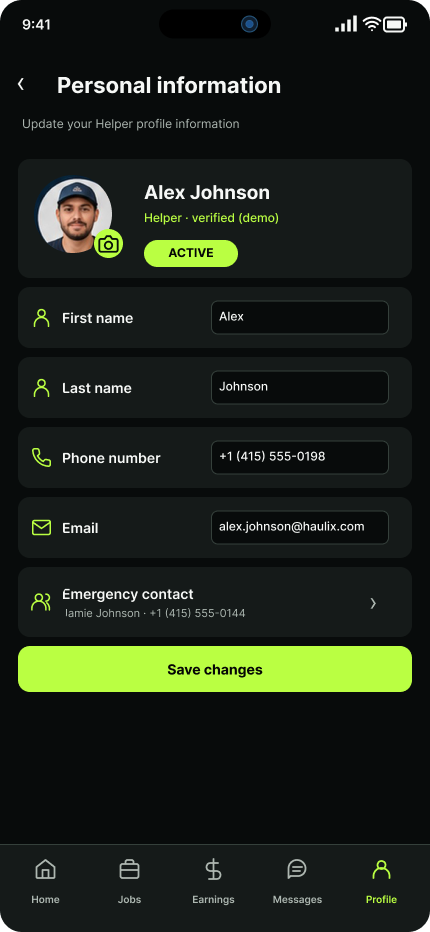 9:41
Personal information
Update your Helper profile information
Alex Johnson
Helper · verified (demo)
ACTIVE
First name
Alex
Last name
Johnson
Phone number
+1 (415) 555-0198
Email
alex.johnson@haulix.com
Emergency contact
Jamie Johnson · +1 (415) 555-0144
Save changes
Home
Jobs
Earnings
Messages
Profile